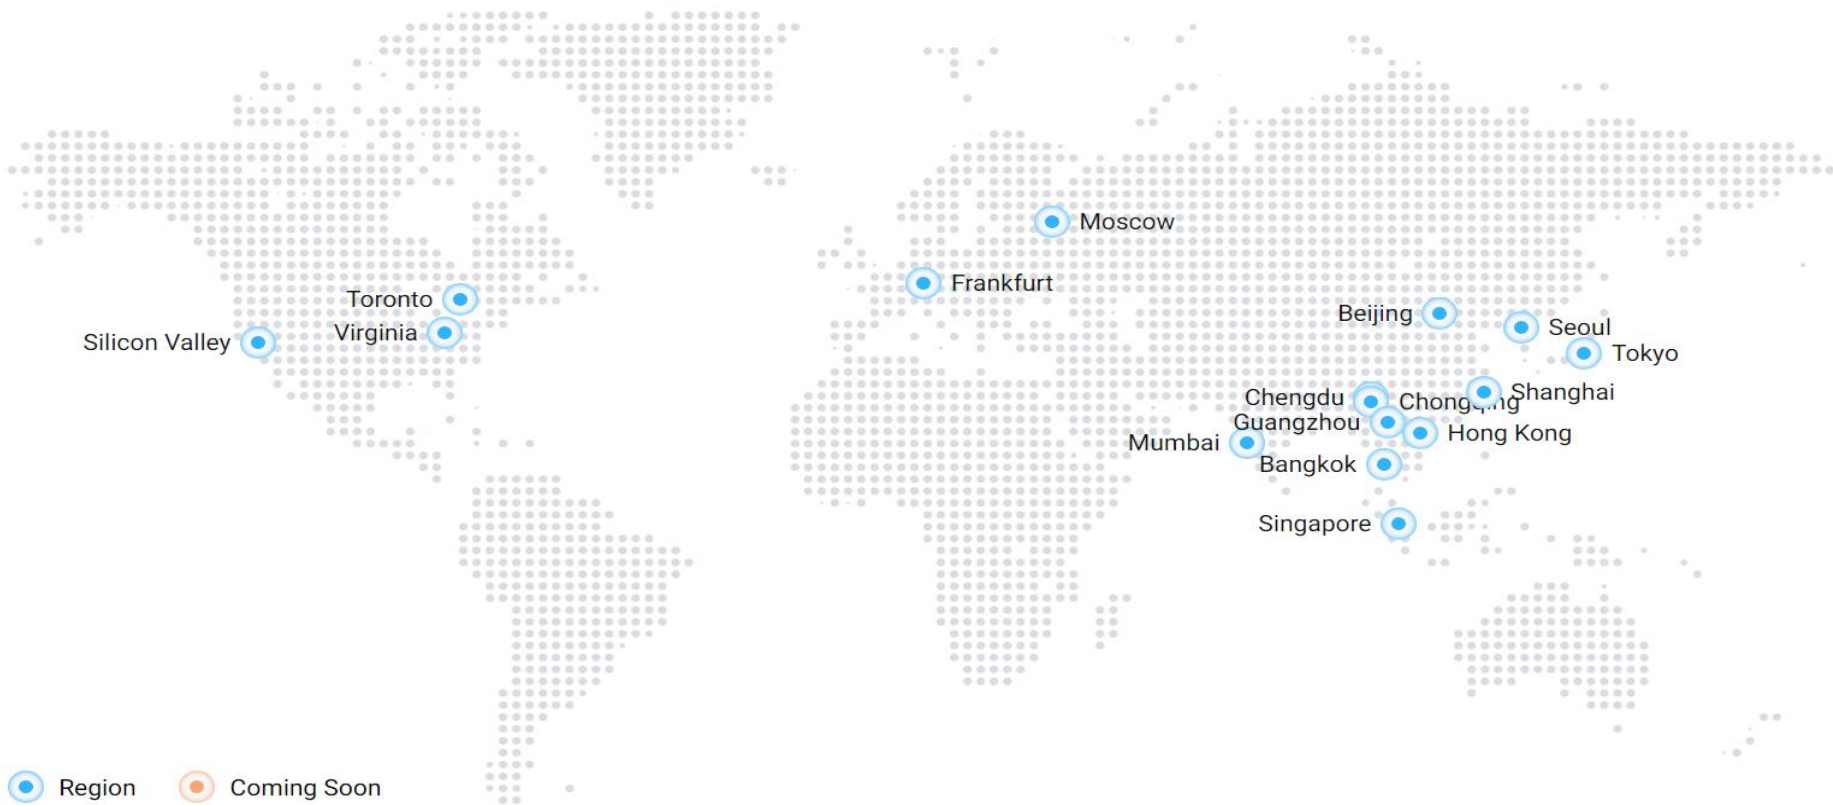 Moscow
Frankfurt
Toronto
Virginia
Silicon Valley
Beijing
Seoul
Tokyo
Shanghai
Chengdu
Chongqing
Guangzhou
Hong Kong
Mumbai
Bangkok
Singapore
Region
Coming Soon